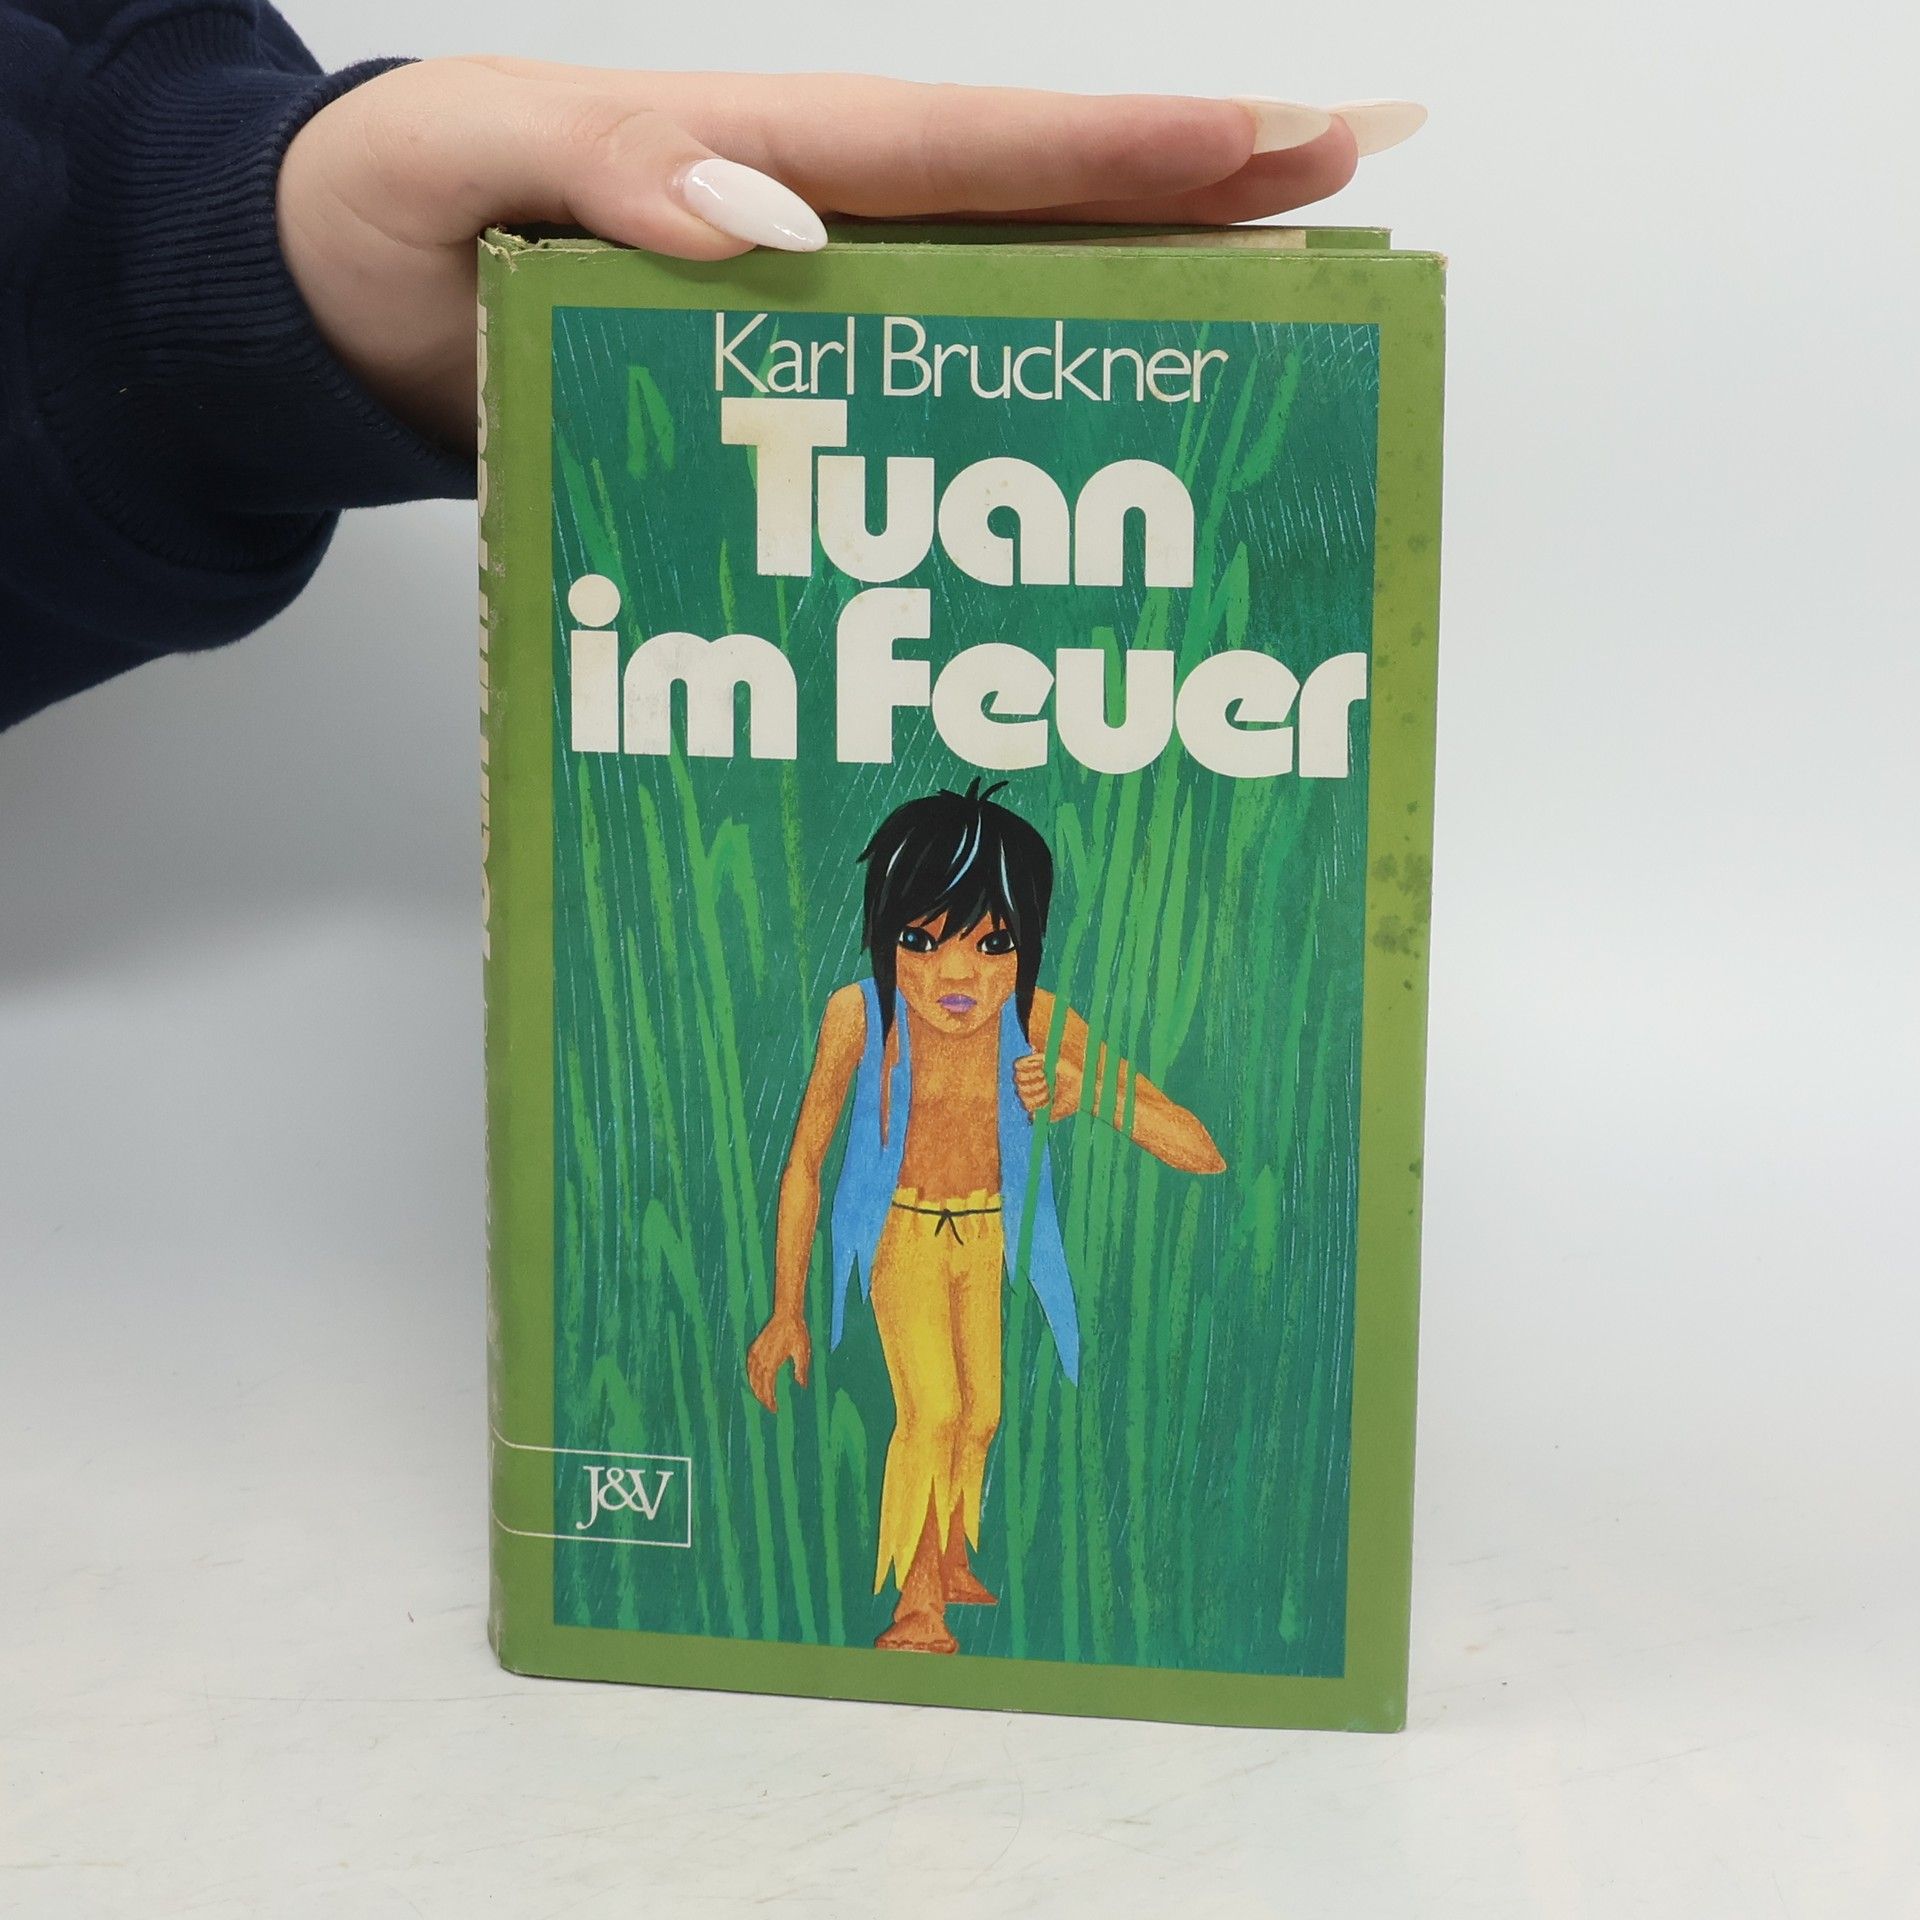 Karl Bruckner
Tuan
im Feuer
J&V